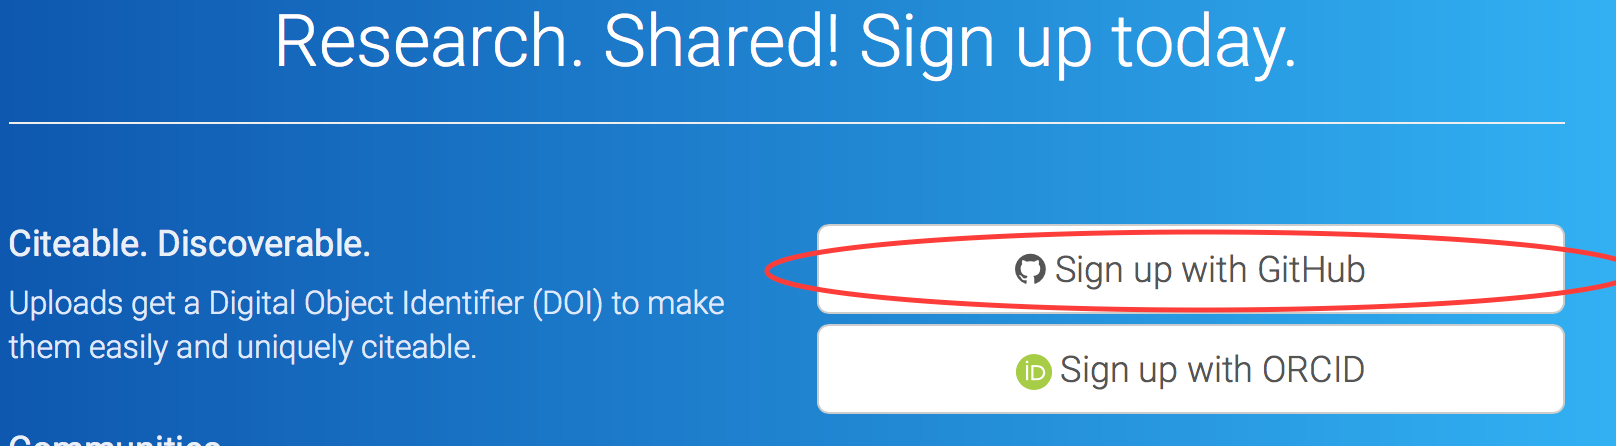 Research. Shared! Sign up today.
Citeable. Discoverable.
Uploads get a Digital Object Identifier (DOI) to make
them easily and uniquely citeable.
Sign up with GitHub
iD Sign up with ORCID
Communities